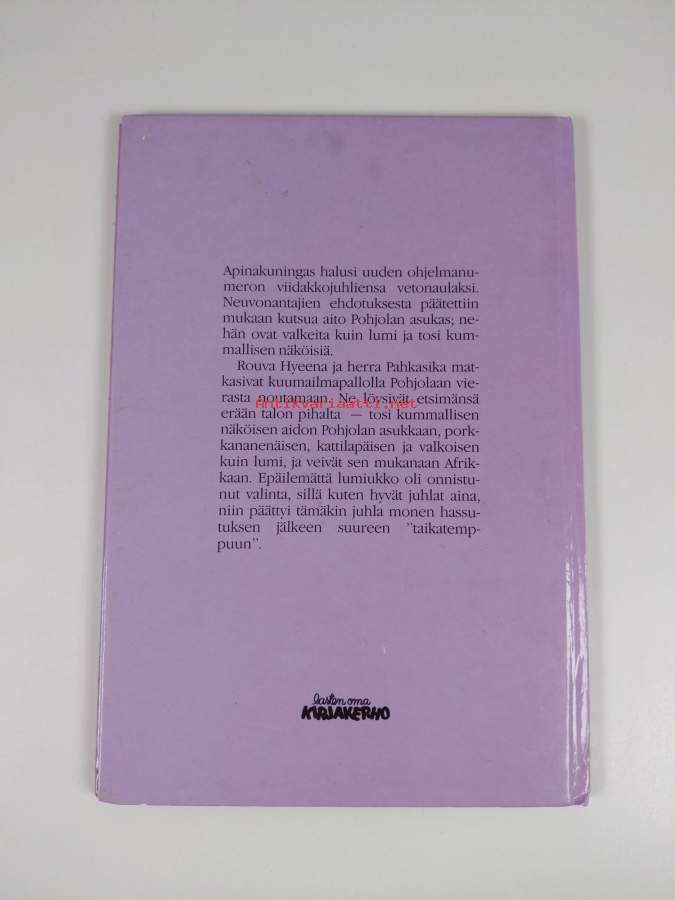 Apinakuningas halusi uuden ohjelmanu-
meron viidakkojuhliensa vetonaulaksi.
Neuvonantajien ehdotuksesta päätettiin
mukaan kutsua aito Pohjolan asukas; ne-
hän ovat valkeita kuin lumi ja tosi kum-
mallisen näköisiä.
Rouva Hyeena ja herra Pahkasika mat-
kasivat kuumailmapallolla Pohjolaan vie-
rasta noutamaan. Ne löysivät etsimänsä
Antikvariaatti.net
erään talon pihalta — tosi kummallisen
näköisen aidon Pohjolan asukkaan, pork-
kananenäisen, kattilapäisen ja valkoisen
kuin lumi, ja veivät sen mukanaan Afrik-
kaan. Epäilemättä lumiukko oli onnistu-
nut valinta, sillä kuten hyvät juhlat aina,
niin päättyi tämäkin juhla monen hassu-
tuksen jälkeen suureen "taikatemp-
puun".
lasten oma
KIRJAKERHO